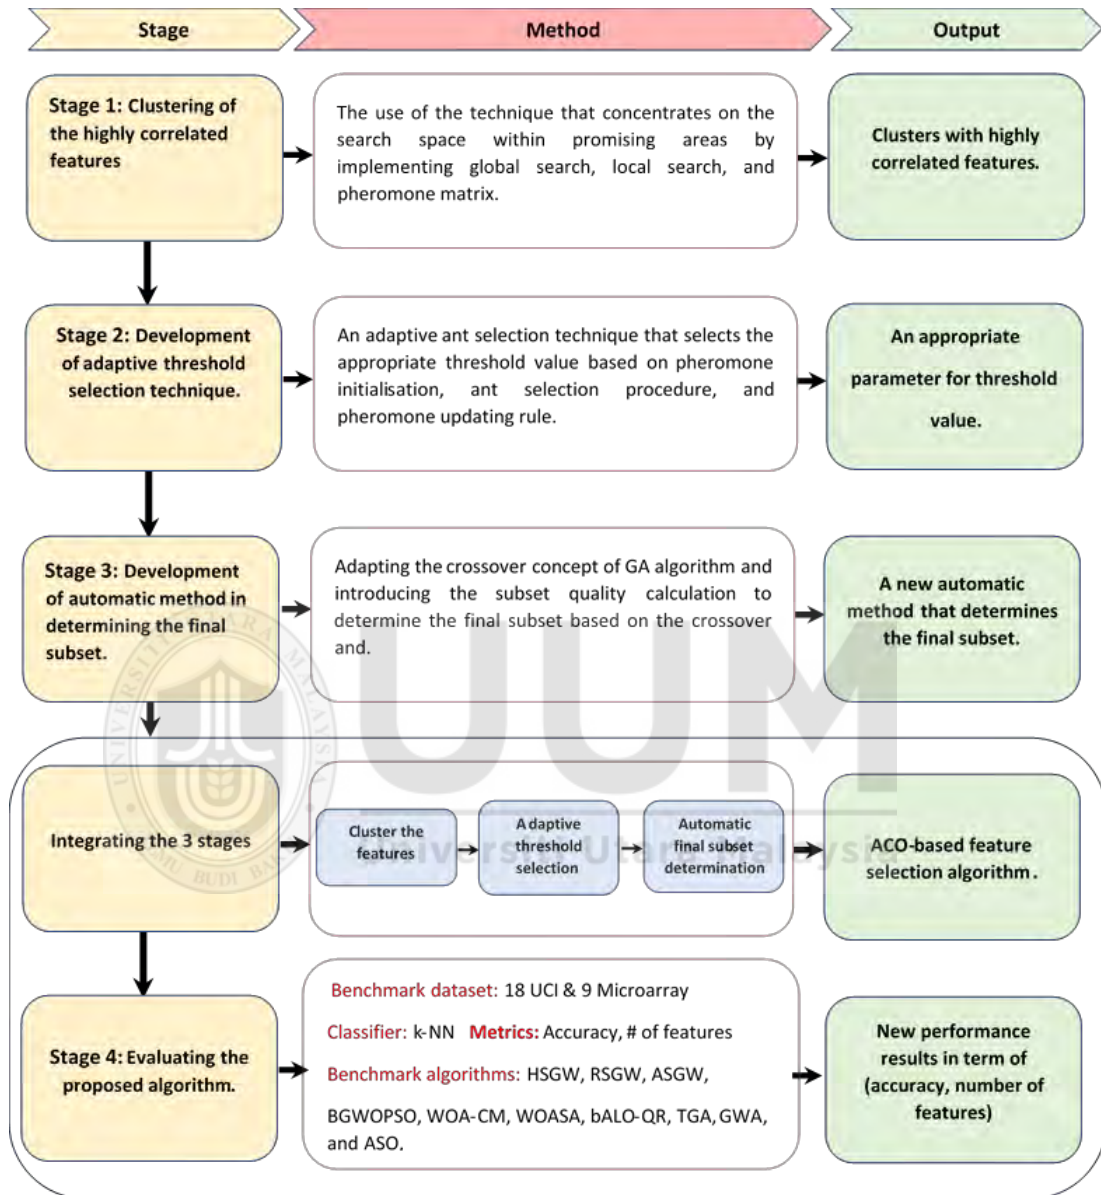 Stage
Method
Output
Stage 1: Clustering of
the highly correlated
features
The use of the technique that concentrates on the
search space within promising areas by
implementing global search, local search, and
pheromone matrix.
Clusters with highly
correlated features.
Stage 2: Development
of adaptive threshold
selection technique.
An adaptive ant selection technique that selects the
appropriate threshold value based on pheromone
initialisation, ant selection procedure, and
pheromone updating rule.
An appropriate
parameter for threshold
value.
Stage 3: Development
of automatic method in
determining the final
subset.
Adapting the crossover concept of GA algorithm and
introducing the subset quality calculation to
determine the final subset based on the crossover
and.
A new automatic
method that determines
the final subset.
Integrating the 3 stages
Cluster the
features
Adaptive
threshold
selection
Automatic
final subset
determination
ACO-based feature
selection algorithm.
Stage 4: Evaluating the
proposed algorithm.
Benchmark dataset: 18 UCI & 9 Microarray
Classifier: k-NN Metrics: Accuracy, # of features
Benchmark algorithms: HSGW, RSGW, ASGW,
BGWOPSO, WOA-CM, WOASA, bALO-QR, TGA, GWA,
and ASO.
New performance
results in term of
(accuracy, number of
features)
UUM
Universiti Utara Malaysia
UNIVERSITI UTARA MALAYSIA